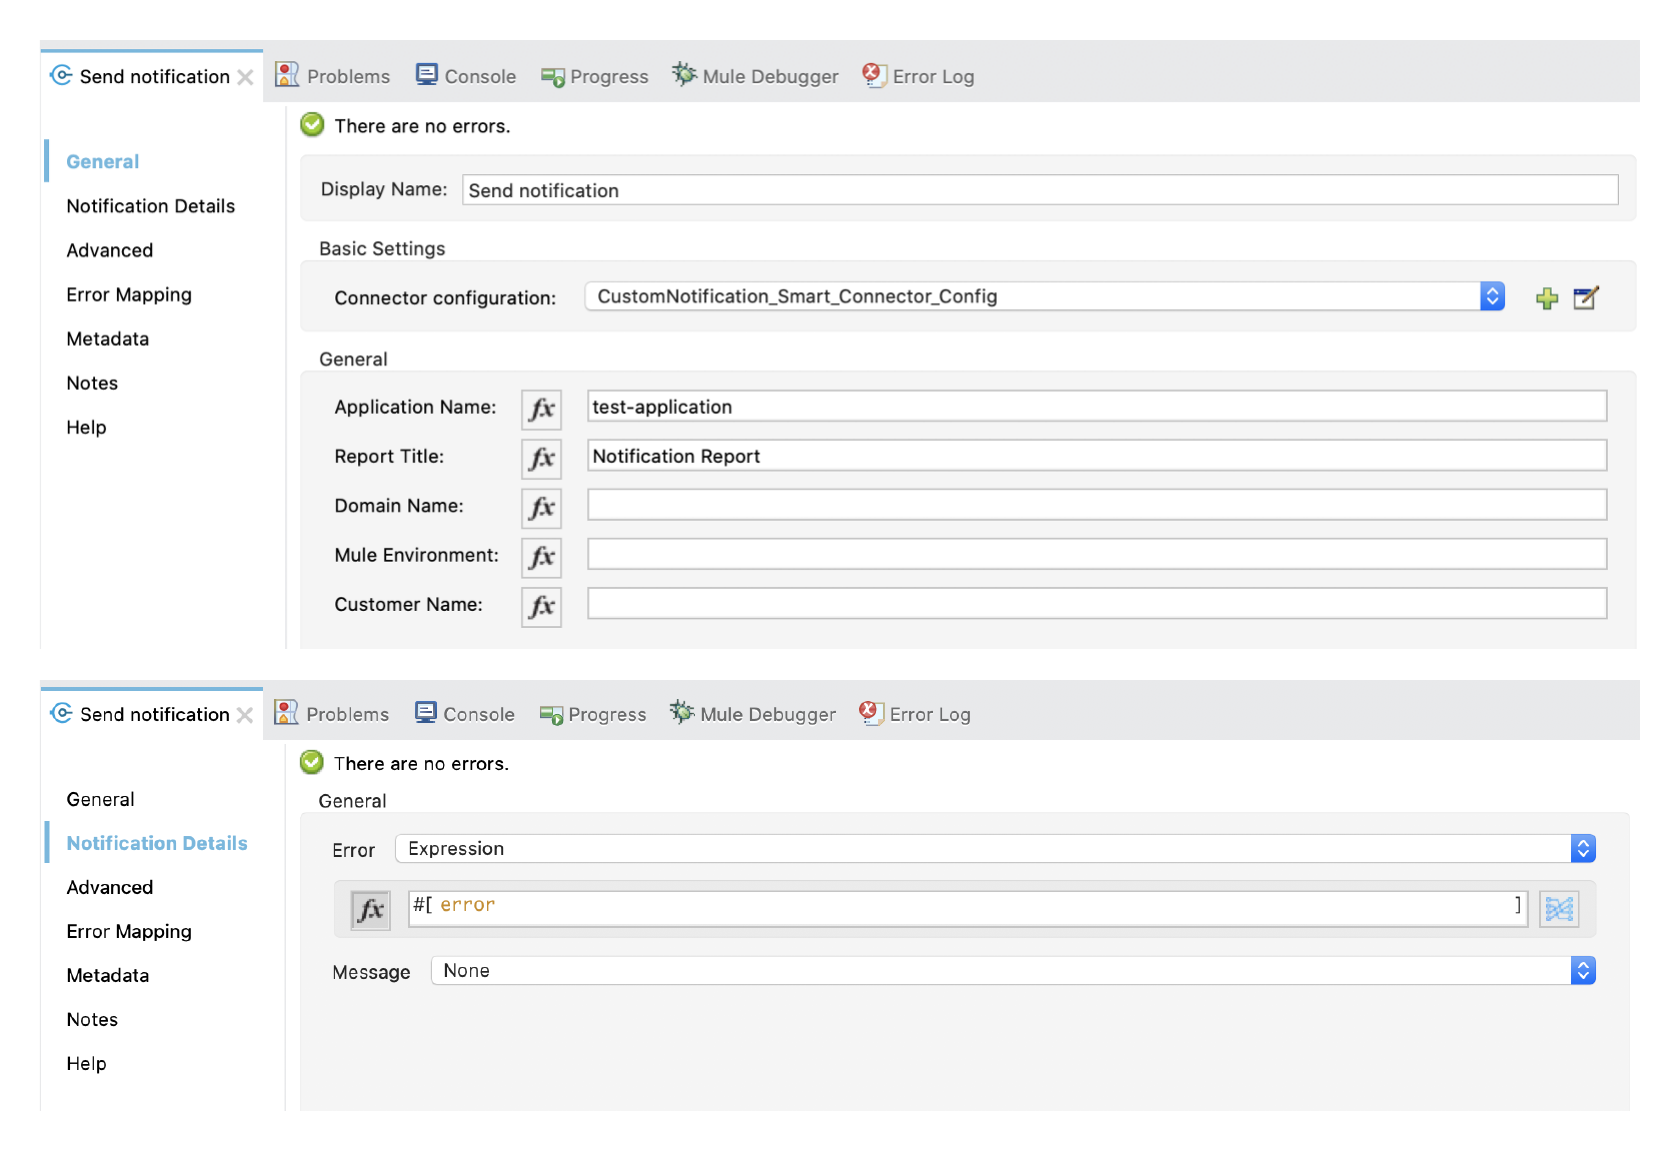 Send notification Problems Console Progress Mule Debugger Error Log
There are no errors.
General
Display Name: Send notification
Notification Details
Basic Settings
Advanced
Connector configuration: CustomNotification_Smart_Connector_Config
Error Mapping
Metadata
General
Notes
Application Name: fx test-application
Help
Report Title: fx Notification Report
Domain Name: fx
Mule Environment: fx
Customer Name: fx
Send notification Problems Console Progress Mule Debugger Error Log
There are no errors.
General
General
Notification Details
Error Expression
Advanced
fx #[ error ]
Error Mapping
Message None
Metadata
Notes
Help